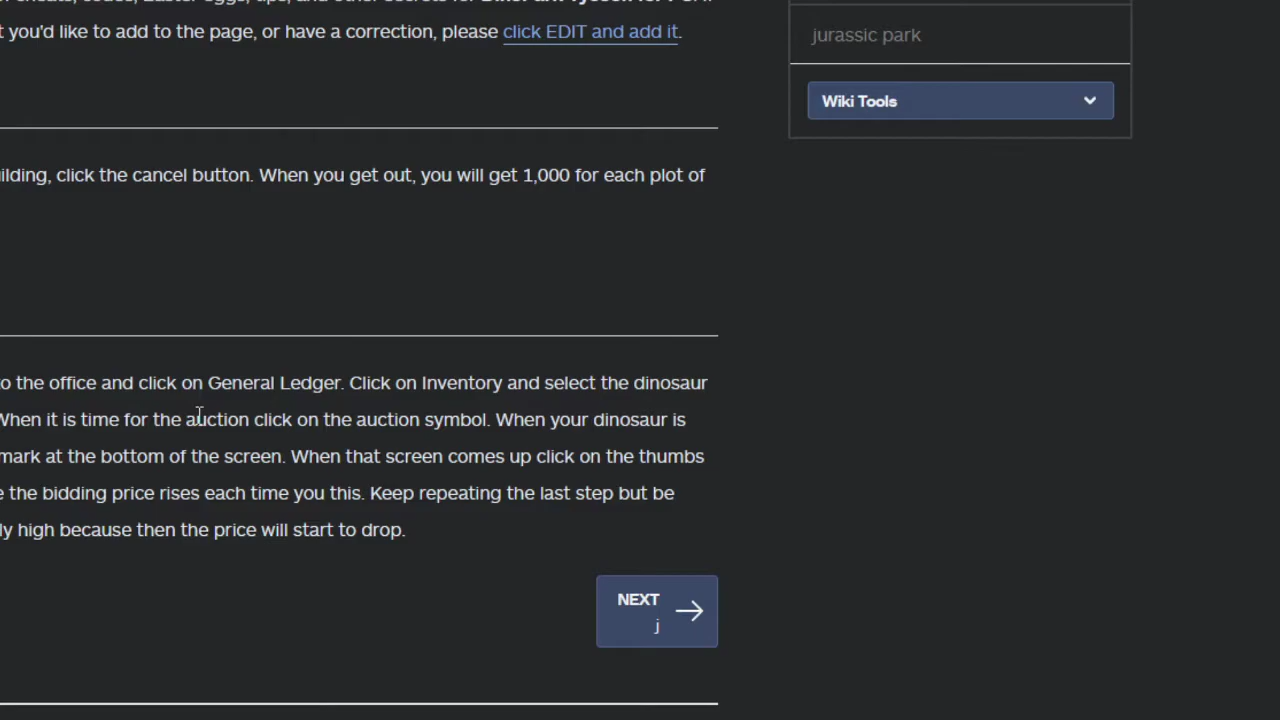 t you'd like to add to the page, or have a correction, please click EDIT and add it.
jurassic park
Wiki Tools
ilding, click the cancel button. When you get out, you will get 1,000 for each plot of
o the office and click on General Ledger. Click on Inventory and select the dinosaur
When it is time for the auction click on the auction symbol. When your dinosaur is
mark at the bottom of the screen. When that screen comes up click on the thumbs
e the bidding price rises each time you this. Keep repeating the last step but be
ly high because then the price will start to drop.
NEXT
j